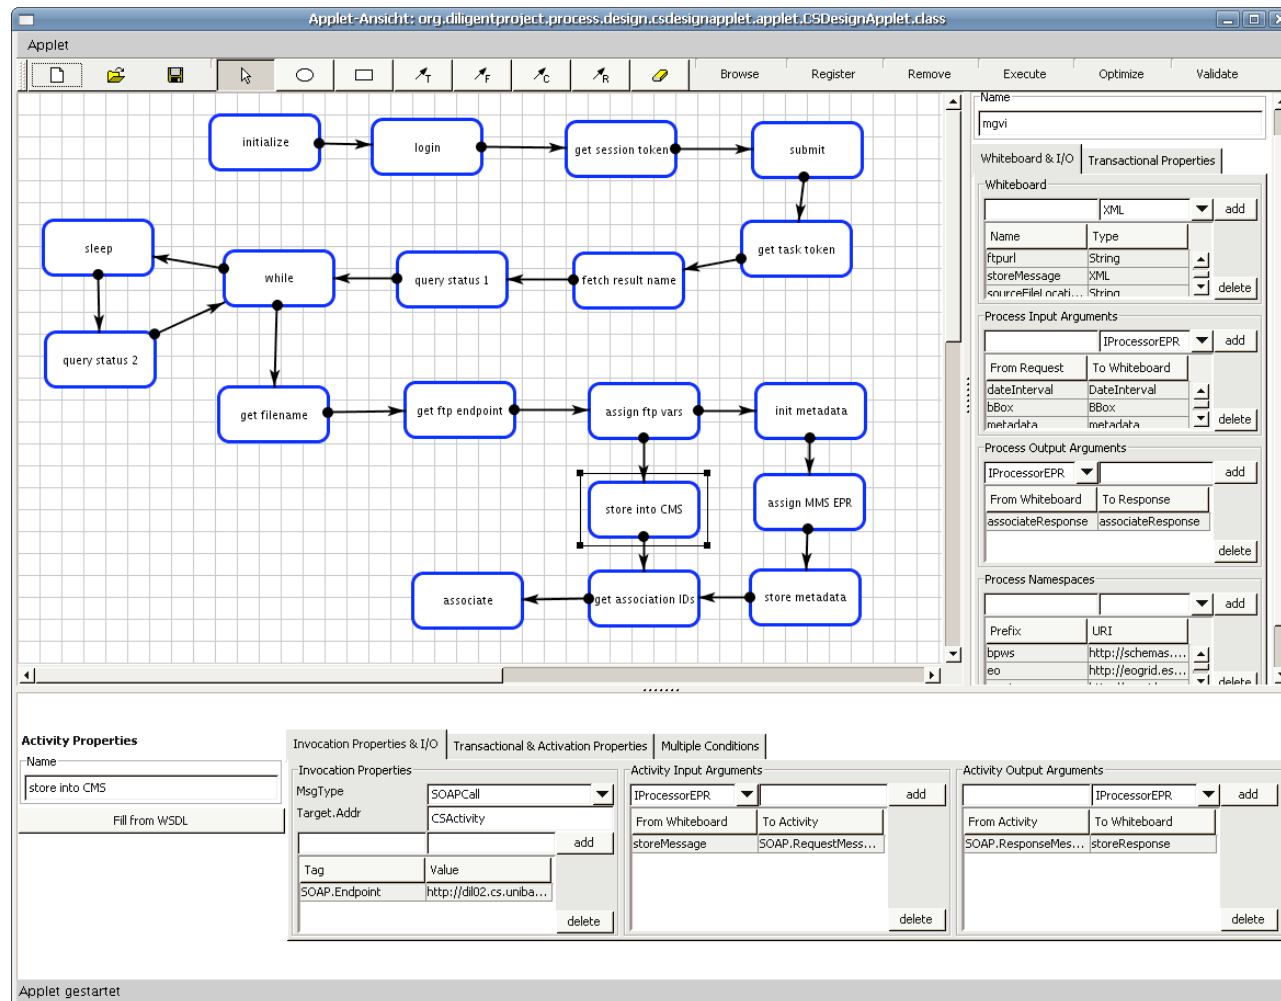 Applet-Ansicht: org.diligentproject.process.design.csdesignapplet.applet.CSDesignApplet.class
Applet
T F C R Browse Register Remove Execute Optimize Validate
initialize
login
get session token
submit
sleep
while
query status 1
fetch result name
get task token
query status 2
get filename
get ftp endpoint
assign ftp vars
init metadata
store into CMS
assign MMS EPR
associate
get association IDs
store metadata
Name
mgvi
Whiteboard & I/O Transactional Properties
Whiteboard
XML add
Name Type
ftpurl String
storeMessage XML
sourceFileLocati... String
delete
Process Input Arguments
IProcessorEPR add
From Request To Whiteboard
dateInterval DateInterval
bBox BBox
metadata metadata
delete
Process Output Arguments
IProcessorEPR add
From Whiteboard To Response
associateResponse associateResponse
delete
Process Namespaces
add
Prefix URI
bpws http://schemas....
eo http://eogrid.es...
delete
Activity Properties
Name
store into CMS
Fill from WSDL
Invocation Properties & I/O Transactional & Activation Properties Multiple Conditions
Invocation Properties
MsgType SOAPCall
Target.Addr CSActivity
add
Tag Value
SOAP.Endpoint http://dil02.cs.uniba...
delete
Activity Input Arguments
IProcessorEPR add
From Whiteboard To Activity
storeMessage SOAP.RequestMess...
delete
Activity Output Arguments
IProcessorEPR add
From Activity To Whiteboard
SOAP.ResponseMes... storeResponse
delete
Applet gestartet